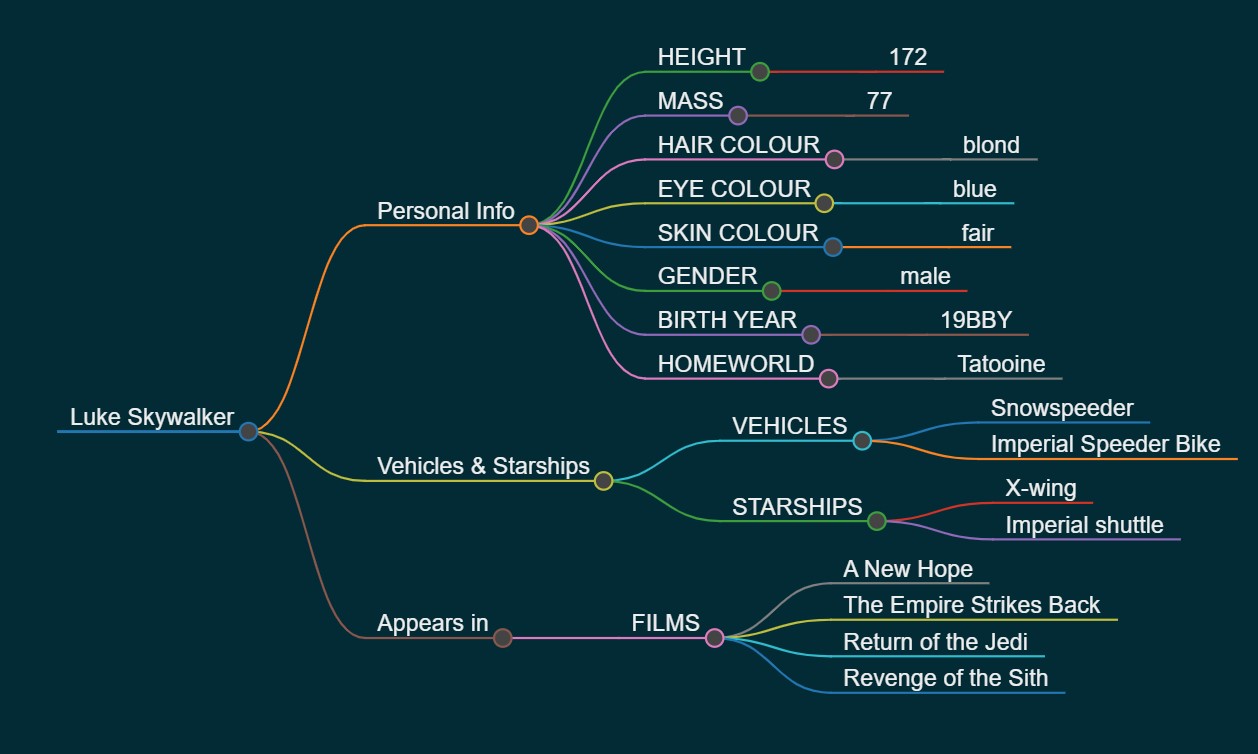 HEIGHT 172
MASS 77
HAIR COLOUR blond
EYE COLOUR blue
Personal Info
SKIN COLOUR fair
GENDER male
BIRTH YEAR 19BBY
HOMEWORLD Tatooine
Luke Skywalker
Vehicles & Starships
VEHICLES
Snowspeeder
Imperial Speeder Bike
STARSHIPS
X-wing
Imperial shuttle
Appears in
FILMS
A New Hope
The Empire Strikes Back
Return of the Jedi
Revenge of the Sith